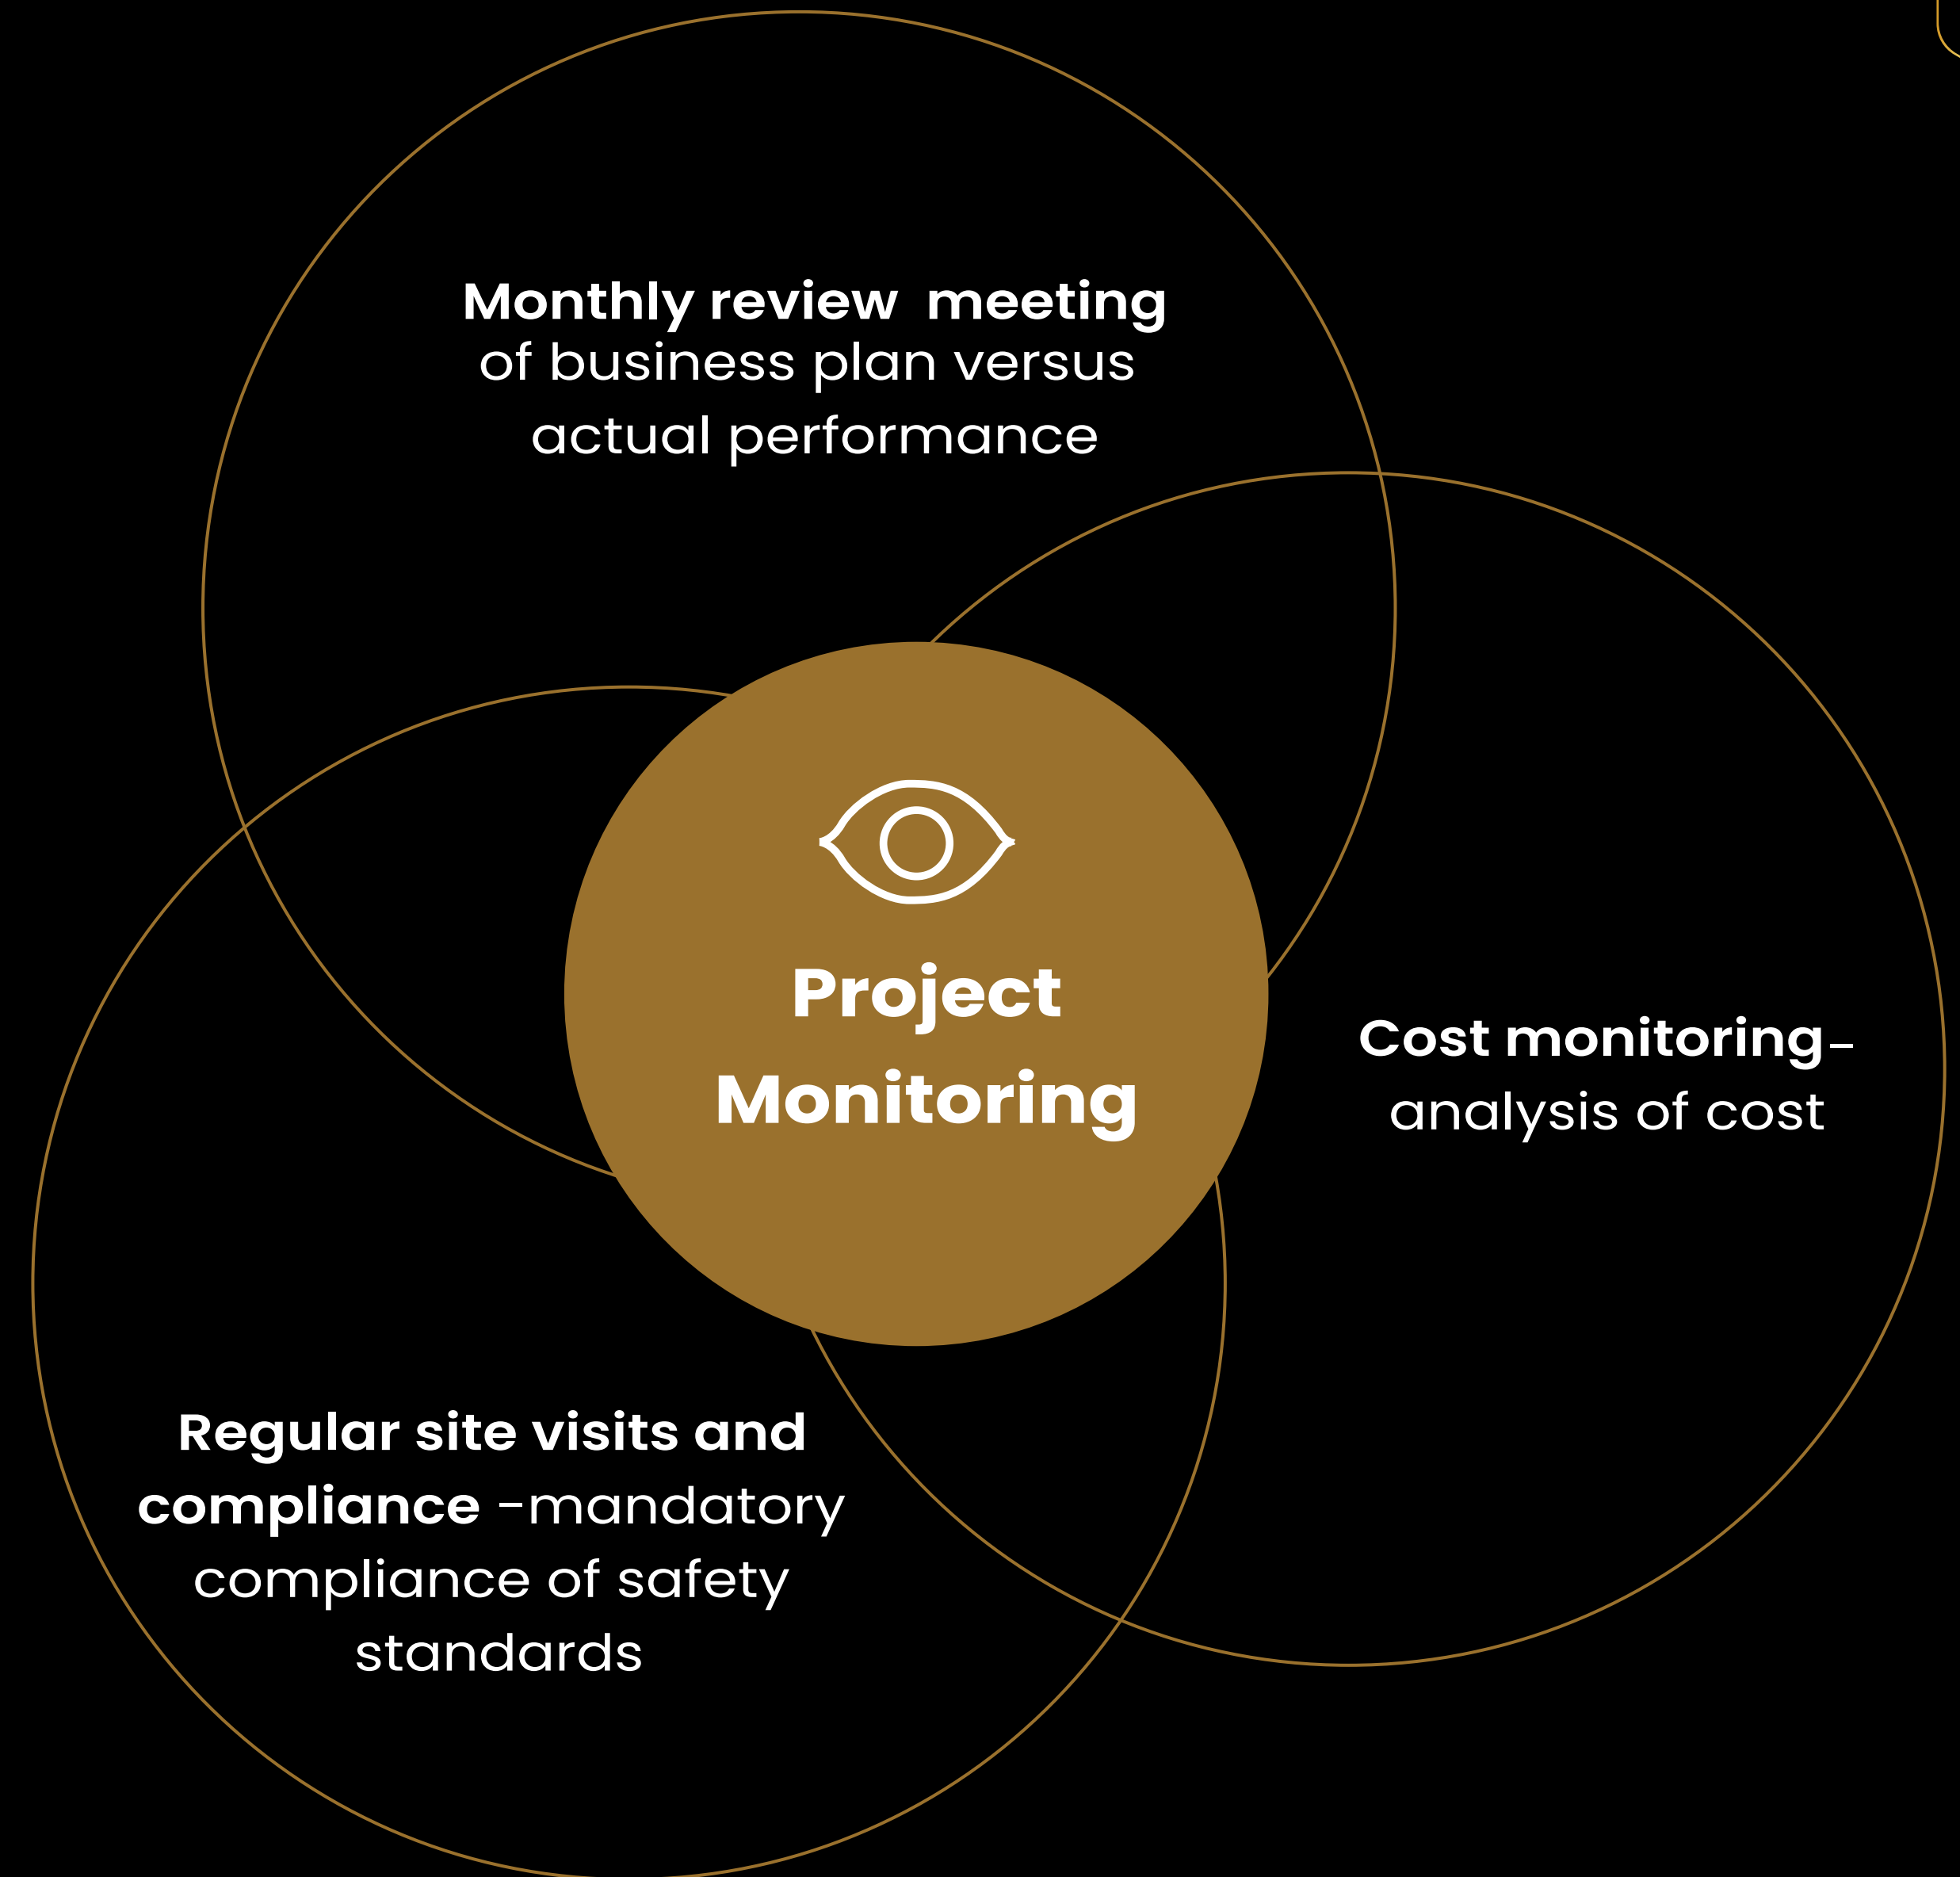 Monthly review  meeting
of business plan versus
actual performance
Project
Monitoring
Cost monitoring–
analysis of cost
Regular site visits and
compliance –mandatory
compliance of safety
standards